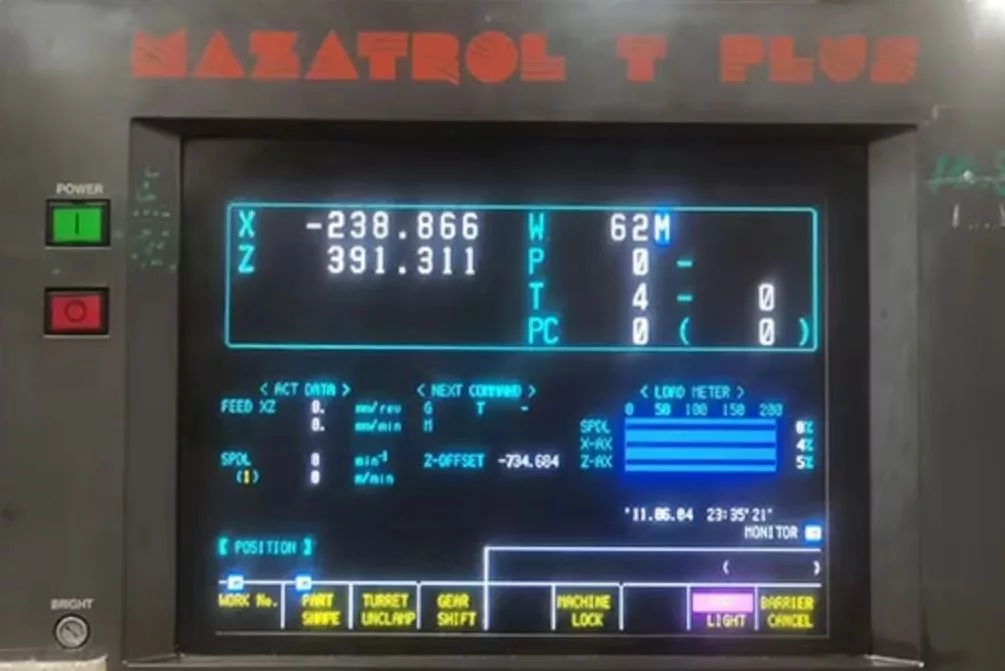 MAZATROL T PLUS
POWER
X -238.866 W 62M
Z 391.311 P 0 -
T 4 - 0
PC 0 ( 0 )
< ACT DATA > < NEXT COMMAND > < LOAD METER >
FEED XZ 0. mm/rev G T - 0 50 100 150 200
0. mm/min M SPDL 0%
X-AX 4%
SPDL 0 min-1 Z-OFFSET -734.684 Z-AX 5%
(1) 0 m/min
'11.06.04 23:35'21"
MONITOR
[ POSITION ]
( )
WORK No. PART SHAPE TURRET UNCLAMP GEAR SHIFT MACHINE LOCK LIGHT BARRIER CANCEL
BRIGHT